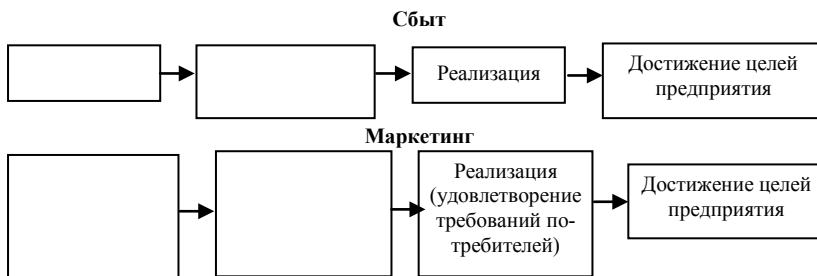 Сбыт
Реализация
Достижение целей
предприятия
Маркетинг
Реализация
(удовлетворение
требований по-
требителей)
Достижение целей
предприятия